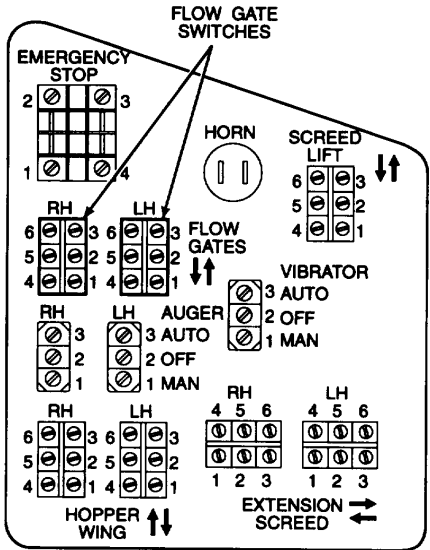 FLOW GATE
SWITCHES
EMERGENCY
STOP
2 3
1 4
HORN
SCREED
LIFT
6 3
5 2
4 1
RH LH
6 3 6 3
5 2 5 2
4 1 4 1
FLOW
GATES
VIBRATOR
3 AUTO
2 OFF
1 MAN
RH LH AUGER
3 3 AUTO
2 2 OFF
1 1 MAN
RH LH
6 3 6 3
5 2 5 2
4 1 4 1
HOPPER
WING
RH LH
4 5 6 4 5 6
1 2 3 1 2 3
EXTENSION
SCREED